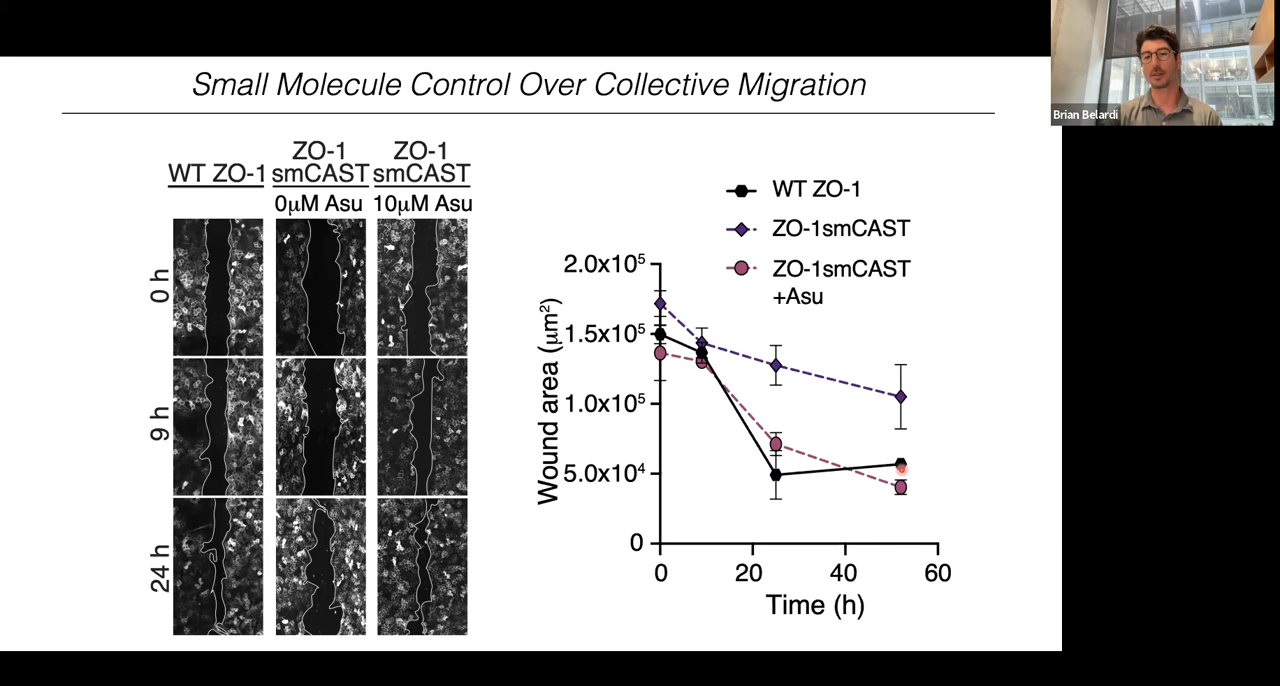 Small Molecule Control Over Collective Migration
Brian Belardi
WT ZO-1
ZO-1
smCAST
0μM Asu
ZO-1
smCAST
10μM Asu
0 h
9 h
24 h
WT ZO-1
ZO-1smCAST
ZO-1smCAST
+Asu
Wound area (μm²)
2.0x10⁵
1.5x10⁵
1.0x10⁵
5.0x10⁴
0
0 20 40 60
Time (h)